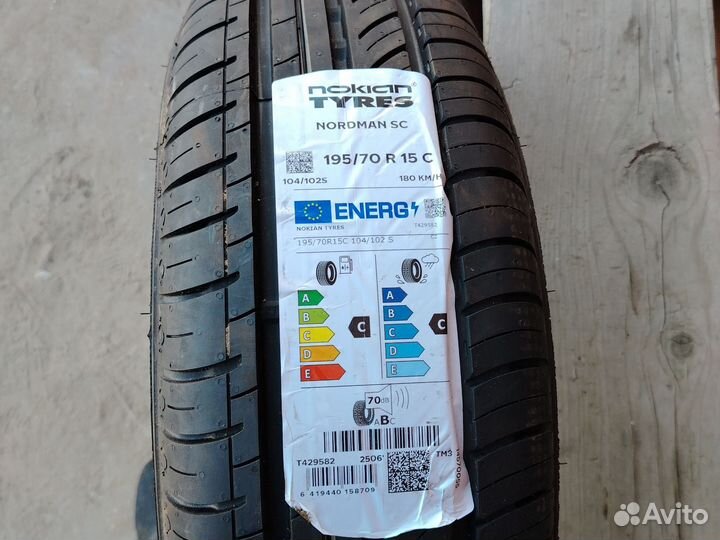 nokian®
TYRES
NORDMAN SC
195/70 R 15 C
104/102S 180 KM/H
ENERG
NOKIAN TYRES T429582
195/70R15C 104/102 S C2
A A
B B
C C C C
D D
E E
70dB
ABC
T429582 2506 TM3
6 419440 158709
Avito